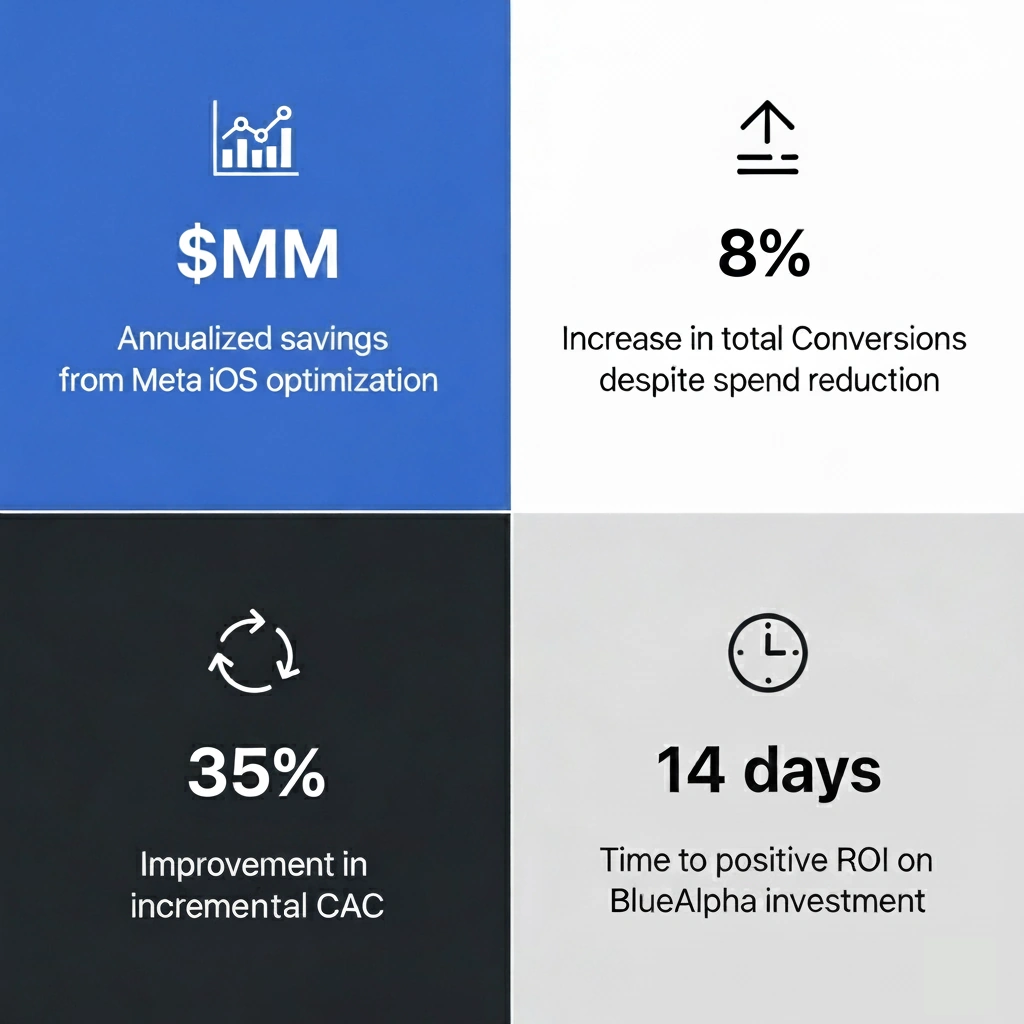 $MM
Annualized savings
from Meta iOS optimization
8%
Increase in total Conversions
despite spend reduction
35%
Improvement in
incremental CAC
14 days
Time to positive ROI on
BlueAlpha investment